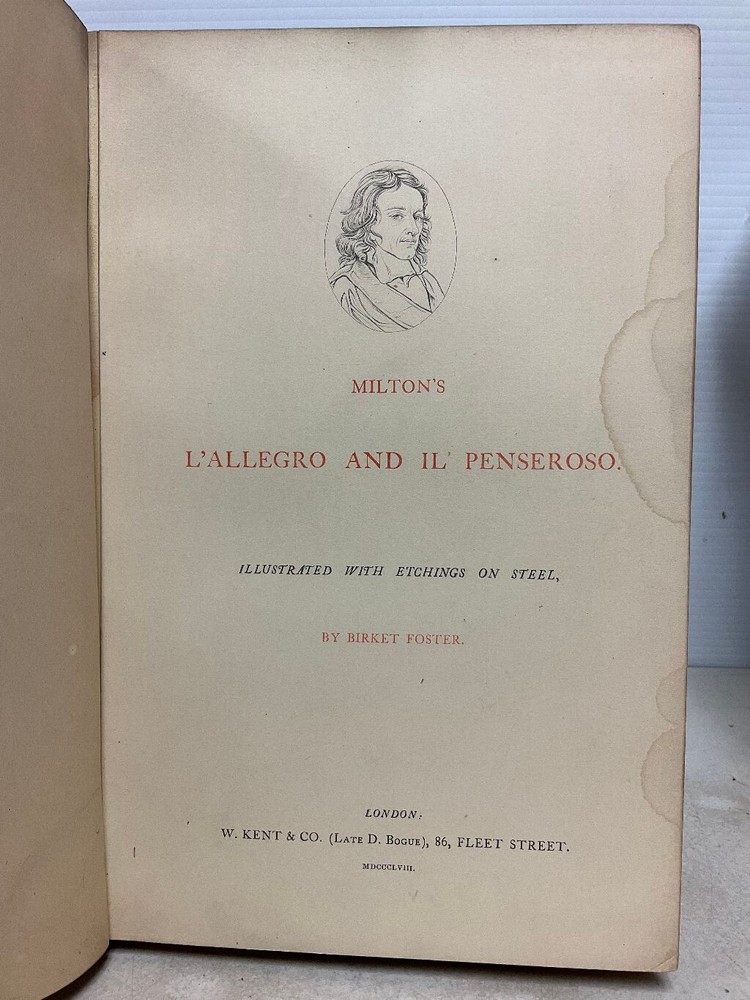 MILTON'S
L'ALLEGRO AND IL' PENSEROSO.
ILLUSTRATED WITH ETCHINGS ON STEEL,
BY BIRKET FOSTER.
LONDON:
W. KENT & CO. (LATE D. BOGUE), 86, FLEET STREET.
MDCCCLVIII.